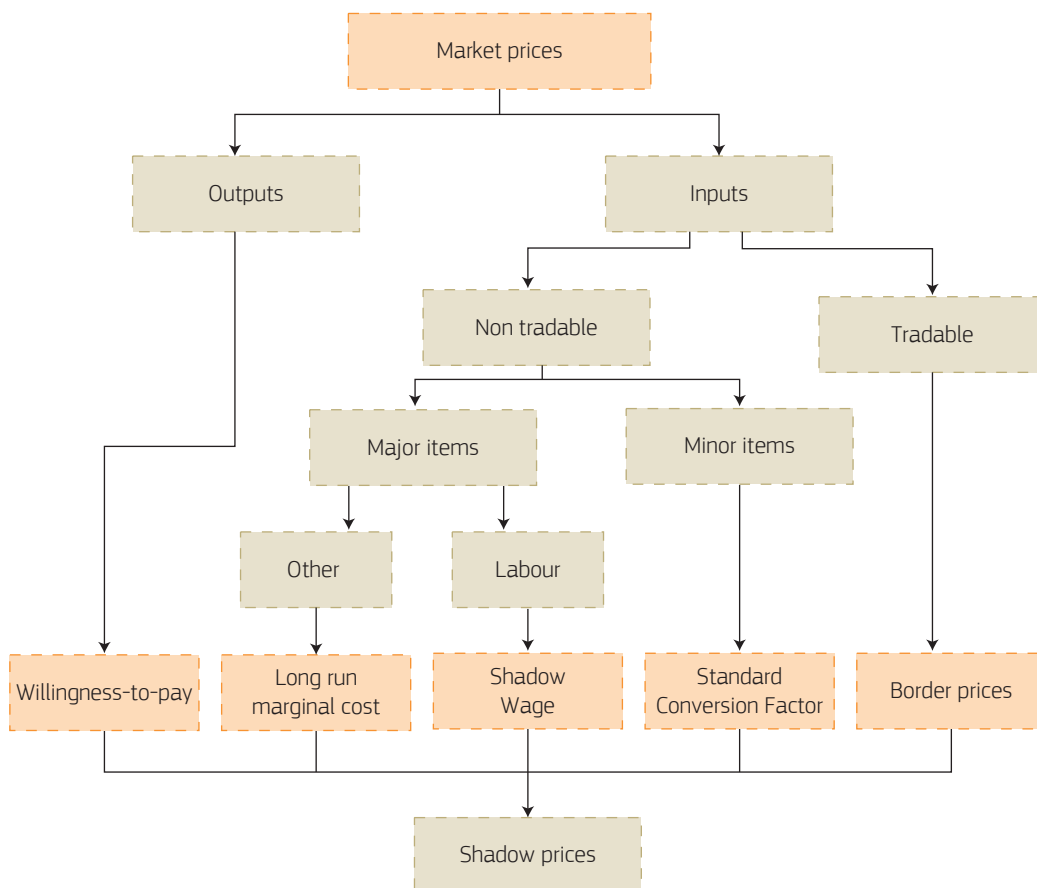 Market prices
Outputs
Inputs
Non tradable
Tradable
Major items
Minor items
Other
Labour
Willingness-to-pay
Long run
marginal cost
Shadow
Wage
Standard
Conversion Factor
Border prices
Shadow prices